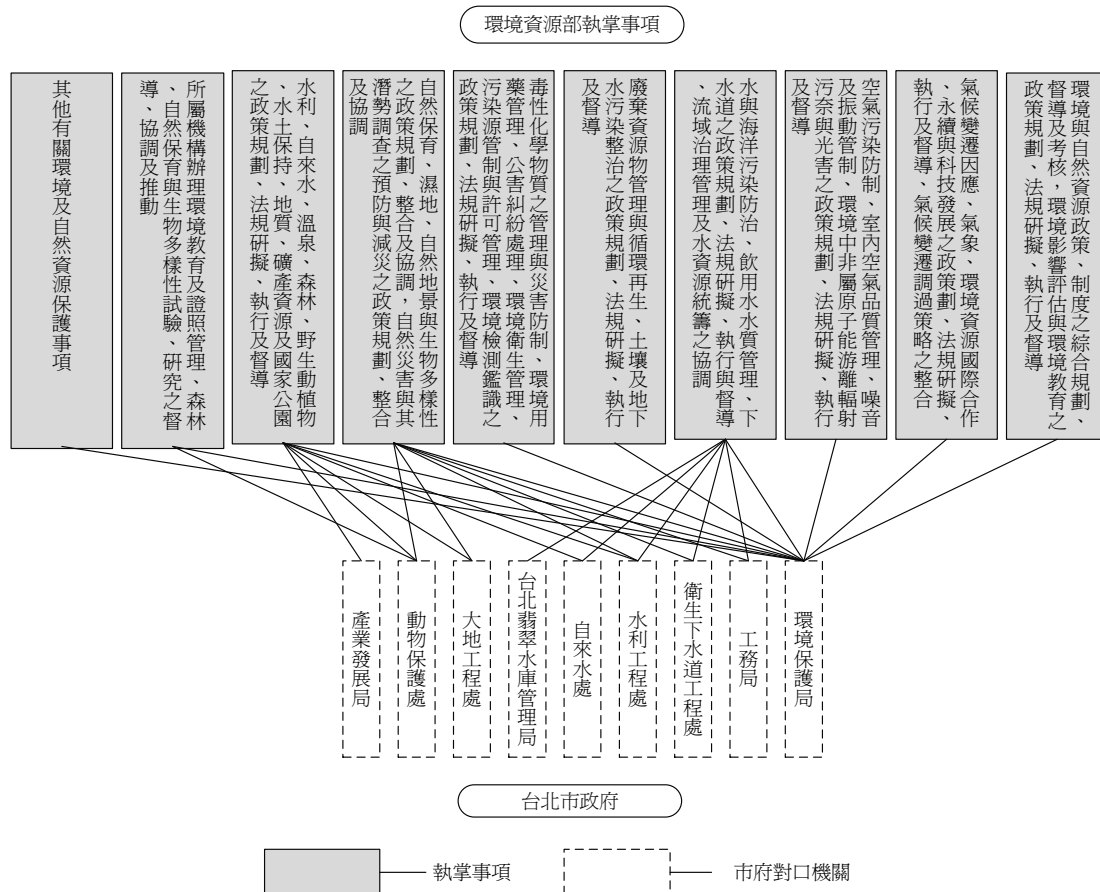 環境資源部執掌事項
環境與自然資源政策、制度之綜合規劃、
督導及考核，環境影響評估與環境教育之
政策規劃、法規研擬、執行及督導
氣候變遷因應、氣象、環境資源國際合作
、永續與科技發展之政策劃、法規研擬、
執行及督導、氣候變遷調過策略之整合
空氣污染防制、室內空氣品質管理、噪音
及振動管制、環境中非屬原子能游離輻射
污奈與光害之政策規劃、法規研擬、執行
及督導
水與海洋污染防治、飲用水水質管理、下
水道之政策規劃、法規研擬、執行與督導
、流域治理管理及水資源統籌之協調
廢棄資源物管理與循環再生、土壤及地下
水污染整治之政策規劃、法規研擬、執行
及督導
毒性化學物質之管理與災害防制、環境用
藥管理、公害糾紛處理、環境衛生管理、
污染源管制與許可管理、環境檢測鑑識之
政策規劃、法規研擬、執行及督導
自然保育、濕地、自然地景與生物多樣性
之政策規劃、整合及協調，自然災害與其
潛勢調查之預防與減災之政策規劃、整合
及協調
水利、自來水、溫泉、森林、野生動植物
、水土保持、地質、礦產資源及國家公園
之政策規劃、法規研擬、執行及督導
所屬機構辦理環境教育及證照管理、森林
、自然保育與生物多樣性試驗、研究之督
導、協調及推動
其他有關環境及自然資源保護事項
環境保護局
工務局
衛生下水道工程處
水利工程處
自來水處
台北翡翠水庫管理局
大地工程處
動物保護處
產業發展局
台北市政府
執掌事項
市府對口機關